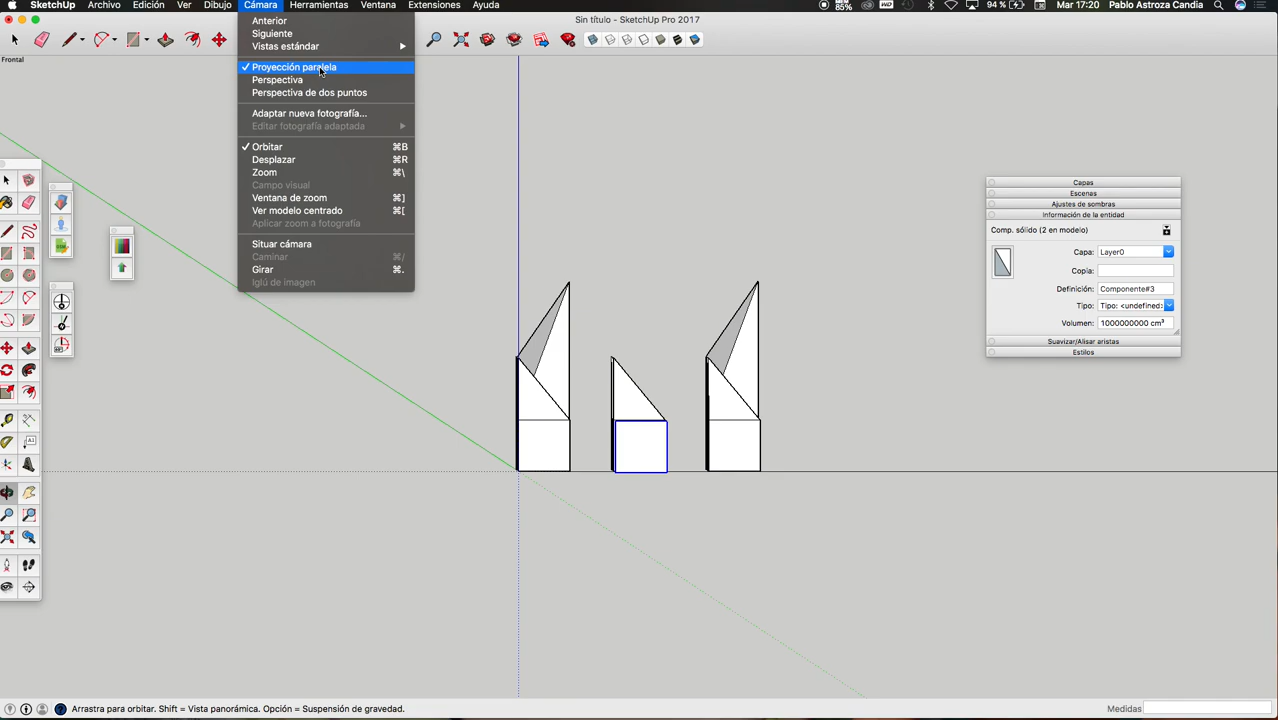 SketchUp Archivo Edición Ver Dibujo Cámara Herramientas Ventana Extensiones Ayuda MEM 85% 94 % Mar 17:20 Pablo Astroza Candia
Sin título - SketchUp Pro 2017
Frontal
Anterior
Siguiente
Vistas estándar
Proyección paralela
Perspectiva
Perspectiva de dos puntos
Adaptar nueva fotografía...
Editar fotografía adaptada
Orbitar ⌘B
Desplazar ⌘R
Zoom ⌘\
Campo visual
Ventana de zoom ⌘]
Ver modelo centrado ⌘[
Aplicar zoom a fotografía
Situar cámara
Caminar ⌘/
Girar ⌘.
Iglú de imagen
Capas
Escenas
Ajustes de sombras
Información de la entidad
Comp. sólido (2 en modelo)
Capa: Layer0
Copia:
Definición: Componente#3
Tipo: Tipo: <undefined>
Volumen: 1000000000 cm³
Suavizar/Alisar aristas
Estilos
Arrastra para orbitar. Shift = Vista panorámica. Opción = Suspensión de gravedad.
Medidas